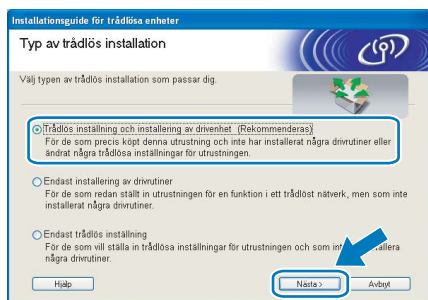 Installationsguide för trådlösa enheter
Typ av trådlös installation
Välj typen av trådlös installation som passar dig.
Trådlös inställning och installering av drivenhet (Rekommenderas)
För de som precis köpt denna utrustning och inte har installerat några drivrutiner eller
ändrat några trådlösa inställningar för utrustningen.
Endast installering av drivrutiner
För de som redan ställt in utrustningen för en funktion i ett trådlöst nätverk, men som inte
installerat några drivrutiner.
Endast trådlös inställning
För de som vill ställa in trådlösa inställningar för utrustningen och som
några drivrutiner.
Hjälp
Nästa >
Avbryt